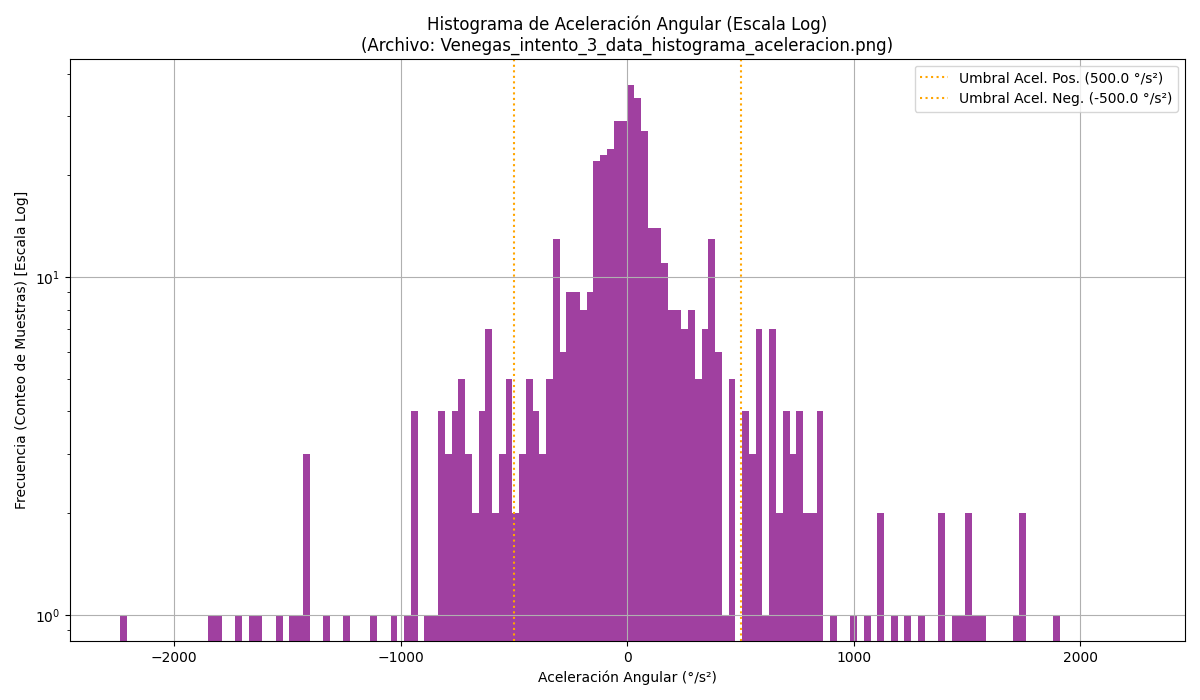 Histograma de Aceleración Angular (Escala Log)
(Archivo: Venegas_intento_3_data_histograma_aceleracion.png)
Umbral Acel. Pos. (500.0 °/s²)
Umbral Acel. Neg. (-500.0 °/s²)
Frecuencia (Conteo de Muestras) [Escala Log]
10¹
10⁰
−2000 −1000 0 1000 2000
Aceleración Angular (°/s²)